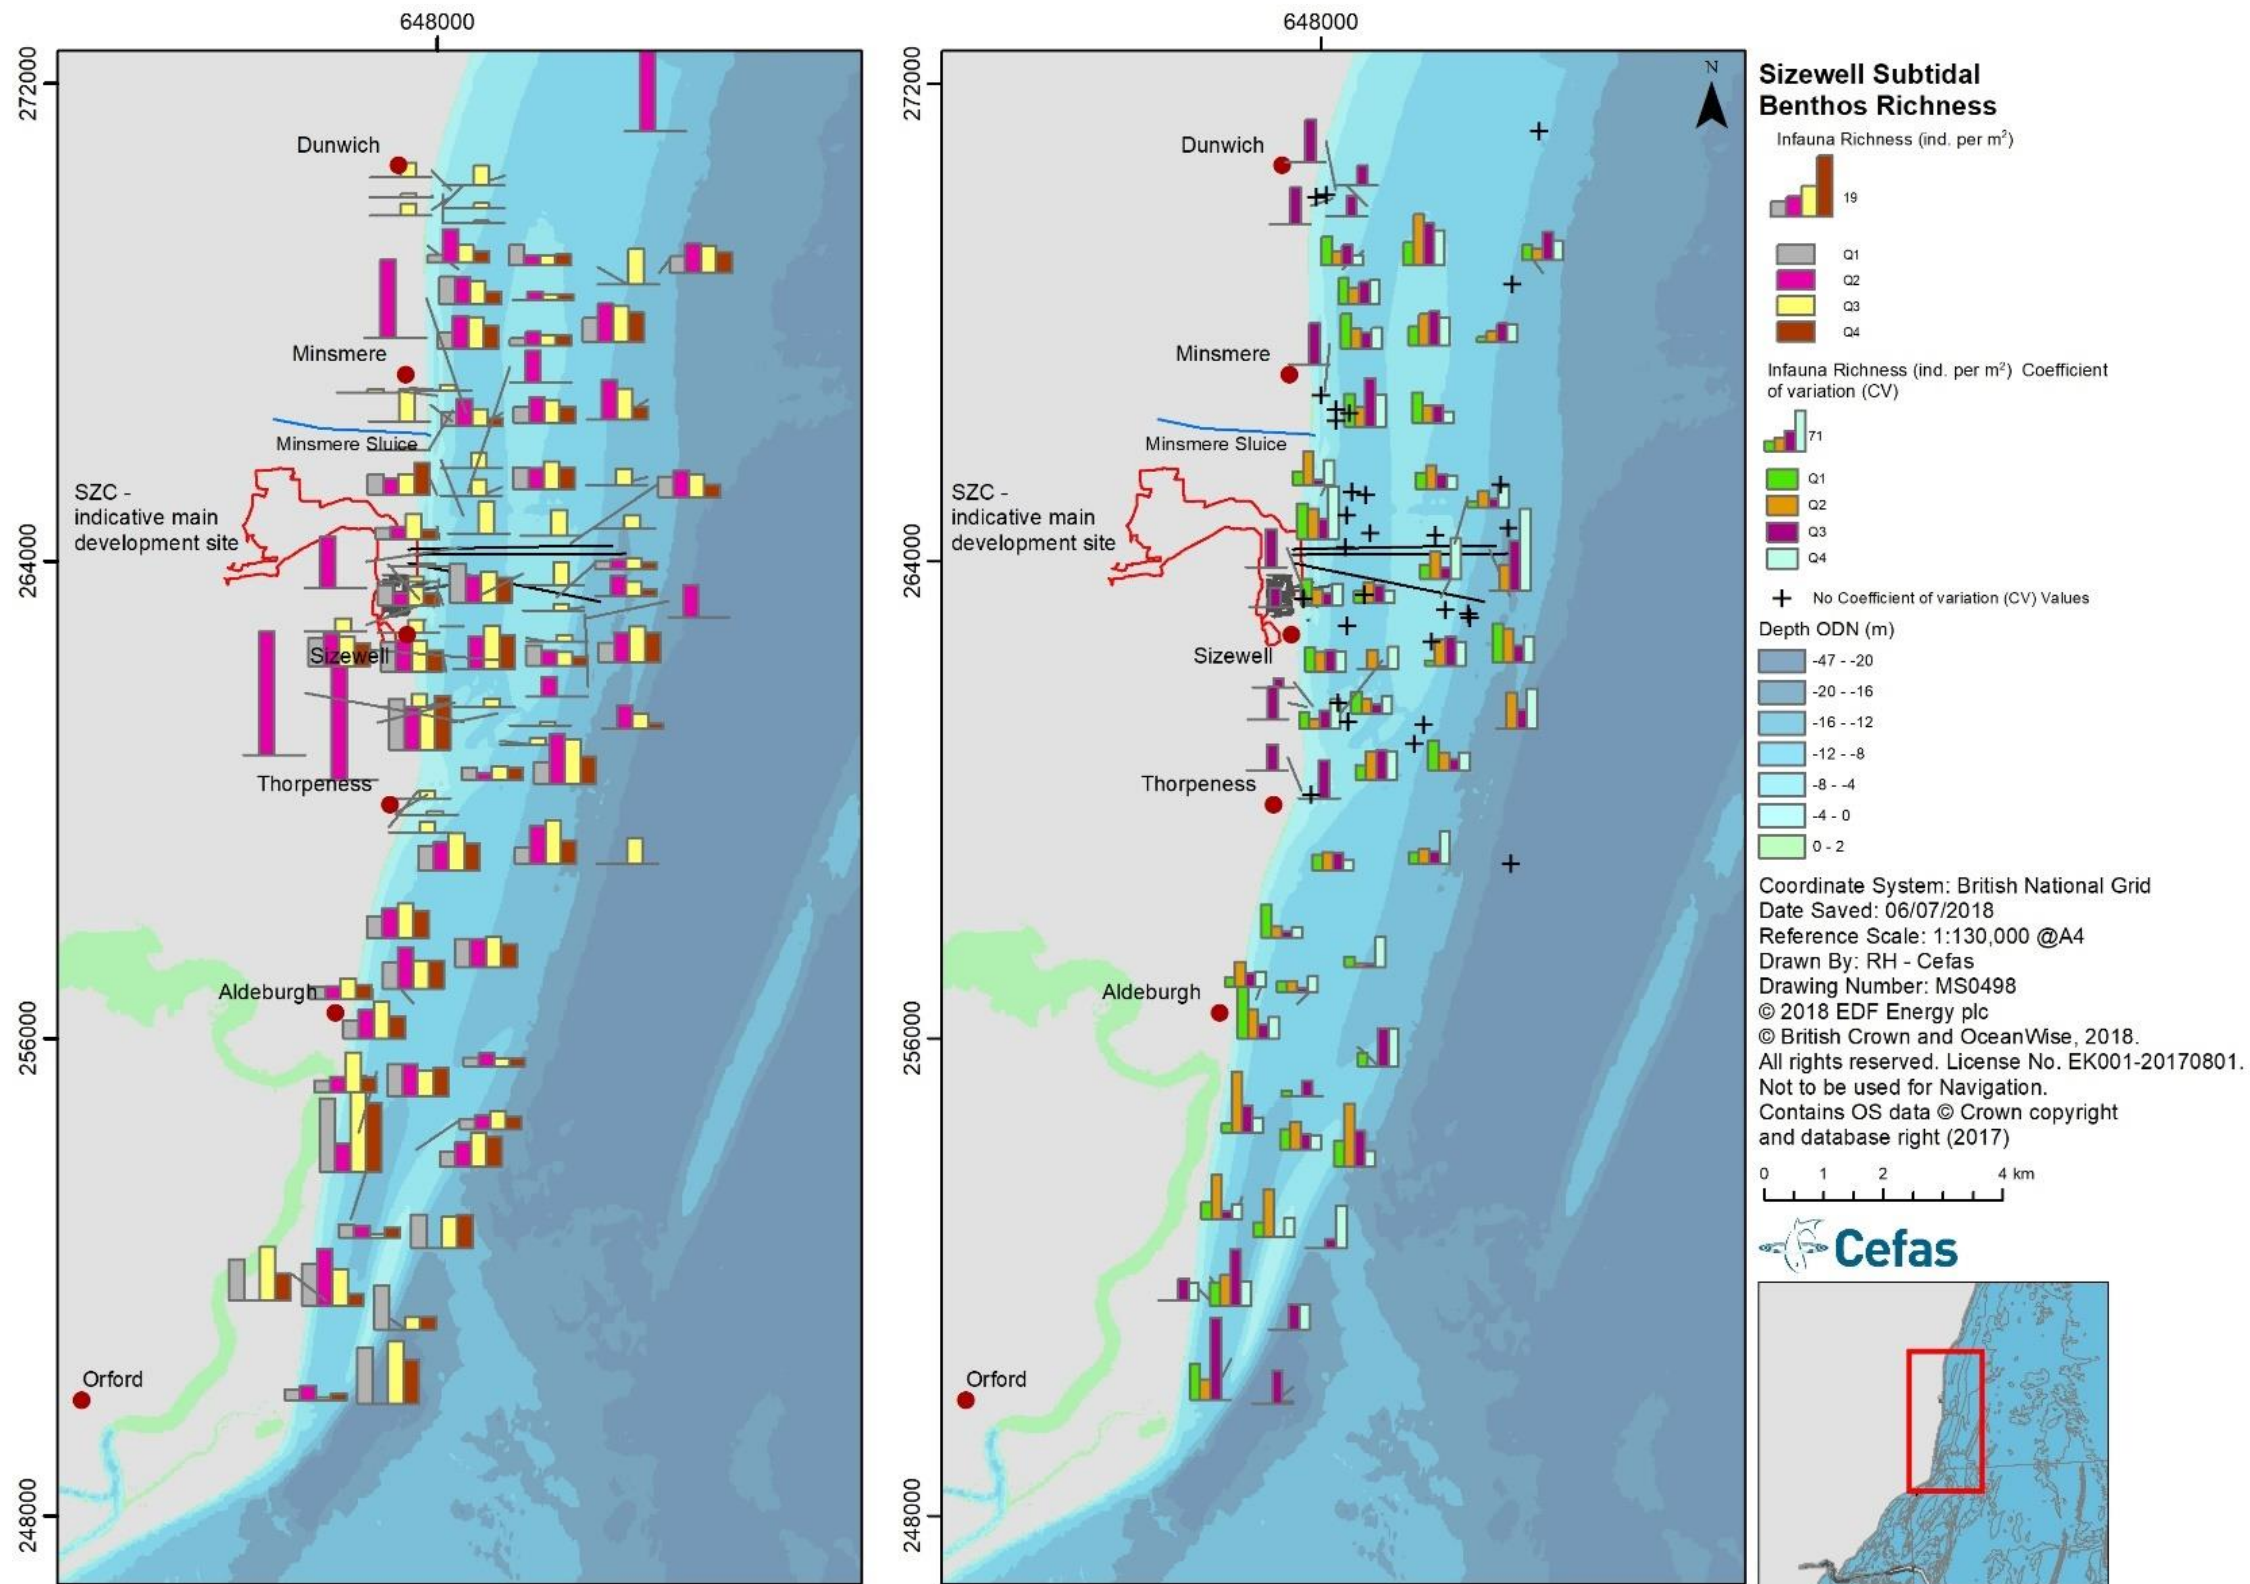 648000
272000
264000
256000
248000
Dunwich
Minsmere
Minsmere Sluice
SZC -
indicative main
development site
Sizewell
Thorpeness
Aldeburgh
Orford
648000
N
Dunwich
Minsmere
Minsmere Sluice
SZC -
indicative main
development site
Sizewell
Thorpeness
Aldeburgh
Orford
Sizewell Subtidal
Benthos Richness
Infauna Richness (ind. per m²)
19
Q1
Q2
Q3
Q4
Infauna Richness (ind. per m²) Coefficient
of variation (CV)
71
Q1
Q2
Q3
Q4
No Coefficient of variation (CV) Values
Depth ODN (m)
-47 - -20
-20 - -16
-16 - -12
-12 - -8
-8 - -4
-4 - 0
0 - 2
Coordinate System: British National Grid
Date Saved: 06/07/2018
Reference Scale: 1:130,000 @A4
Drawn By: RH - Cefas
Drawing Number: MS0498
© 2018 EDF Energy plc
© British Crown and OceanWise, 2018.
All rights reserved. License No. EK001-20170801.
Not to be used for Navigation.
Contains OS data © Crown copyright
and database right (2017)
0 1 2 4 km
Cefas